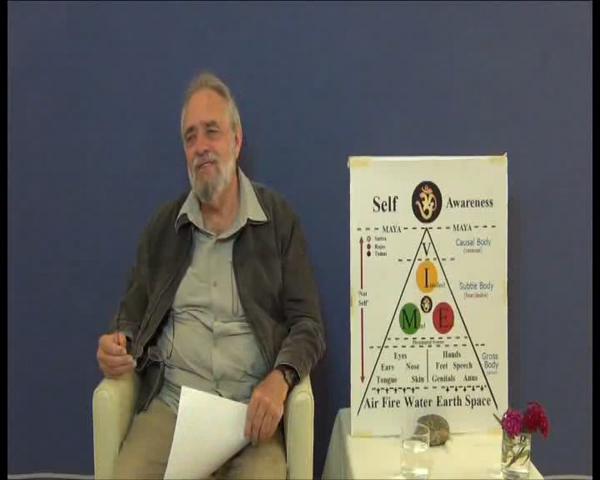 Self Awareness
MAYA MAYA
Sattva
Rajas
Tamas
V
Causal Body
I
Subtle Body
Not
Self
M E
Eyes Hands
Ears Nose Feet Speech
Tongue Skin Genitals Anus
Gross
Body
Air Fire Water Earth Space